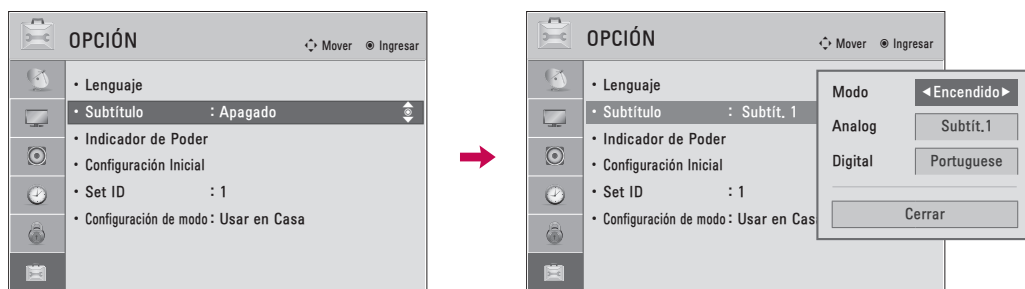 OPCIÓN
Mover Ingresar
• Lenguaje
• Subtítulo : Apagado
• Indicador de Poder
• Configuración Inicial
• Set ID : 1
• Configuración de modo : Usar en Casa
OPCIÓN
Mover Ingresar
• Lenguaje
• Subtítulo : Subtít. 1
• Indicador de Poder
• Configuración Inicial
• Set ID : 1
• Configuración de modo : Usar en Cas
Modo ◄Encendido►
Analog Subtít.1
Digital Portuguese
Cerrar